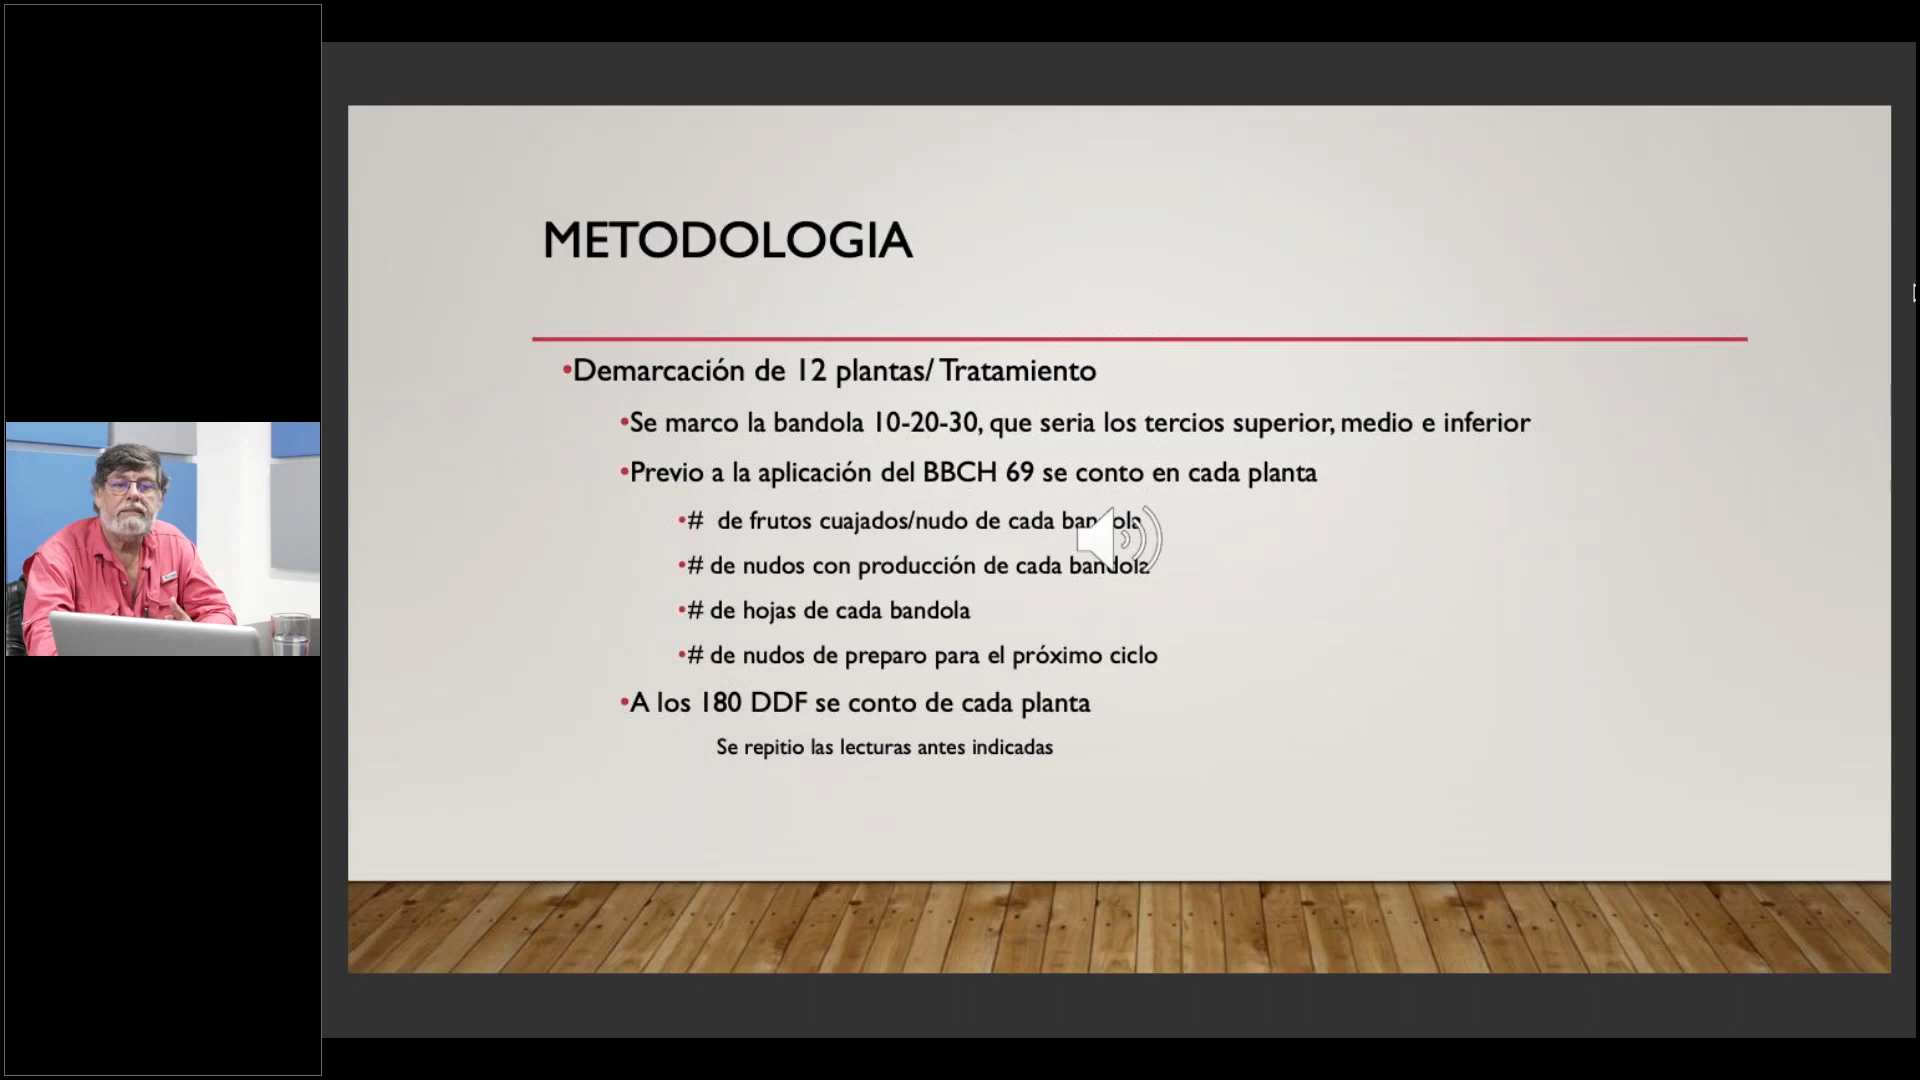 METODOLOGIA
•Demarcación de 12 plantas/ Tratamiento
•Se marco la bandola 10-20-30, que seria los tercios superior, medio e inferior
•Previo a la aplicación del BBCH 69 se conto en cada planta
•# de frutos cuajados/nudo de cada bandola
•# de nudos con producción de cada bandola
•# de hojas de cada bandola
•# de nudos de preparo para el próximo ciclo
•A los 180 DDF se conto de cada planta
Se repitio las lecturas antes indicadas